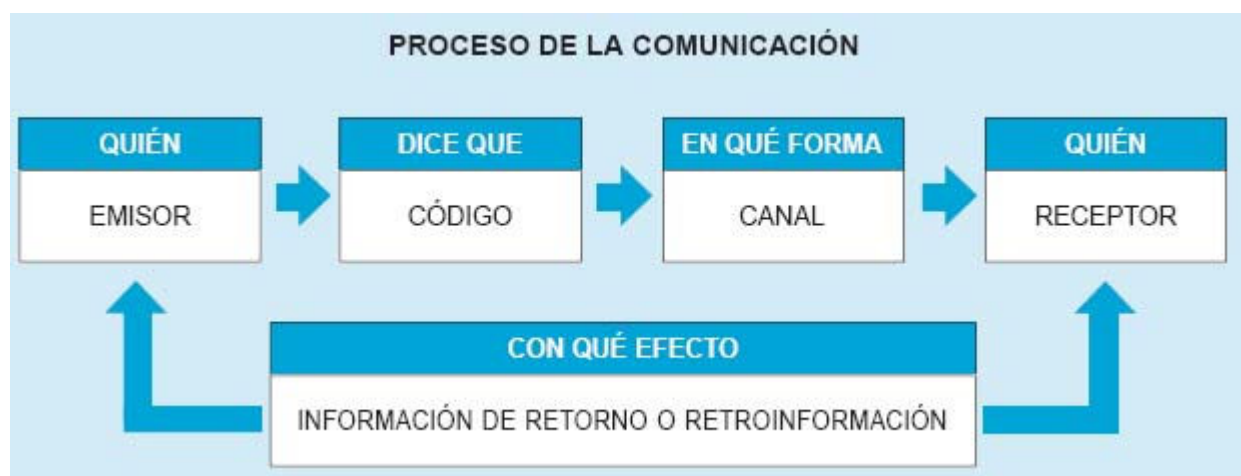 PROCESO DE LA COMUNICACIÓN
QUIÉN
EMISOR
DICE QUE
CÓDIGO
EN QUÉ FORMA
CANAL
QUIÉN
RECEPTOR
CON QUÉ EFECTO
INFORMACIÓN DE RETORNO O RETROINFORMACIÓN